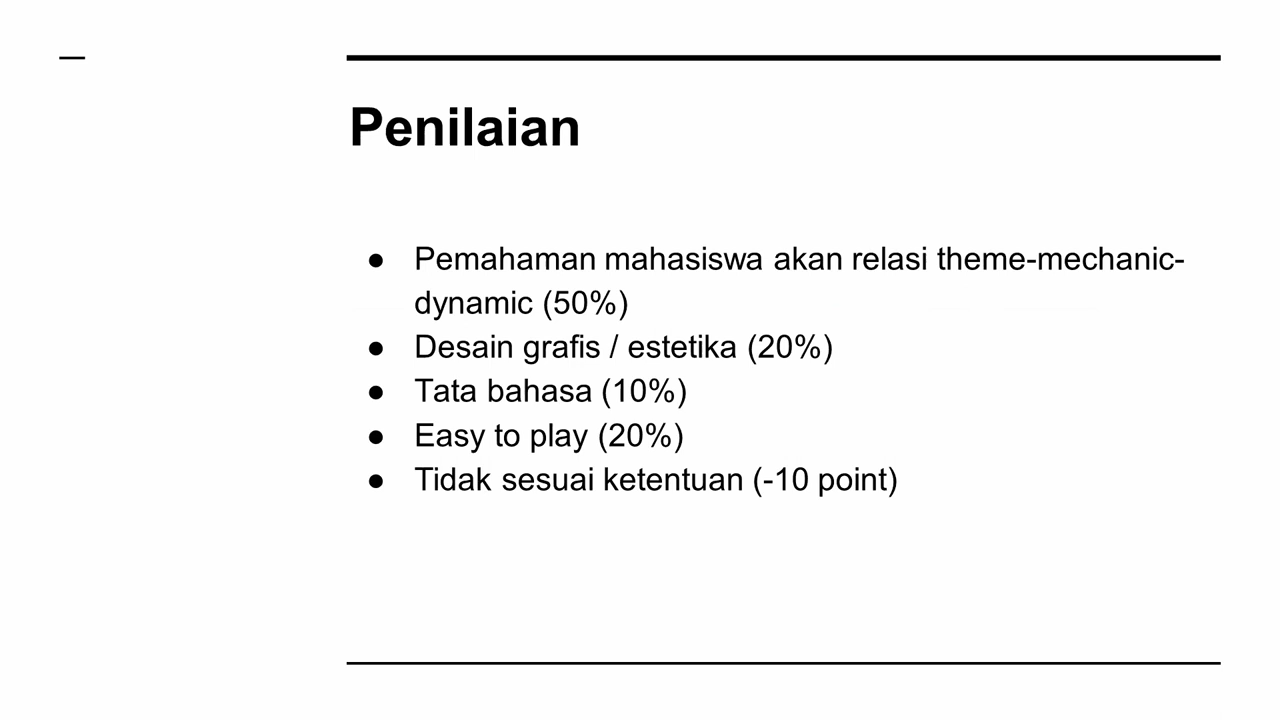 Penilaian
● Pemahaman mahasiswa akan relasi theme-mechanic-
dynamic (50%)
● Desain grafis / estetika (20%)
● Tata bahasa (10%)
● Easy to play (20%)
● Tidak sesuai ketentuan (-10 point)